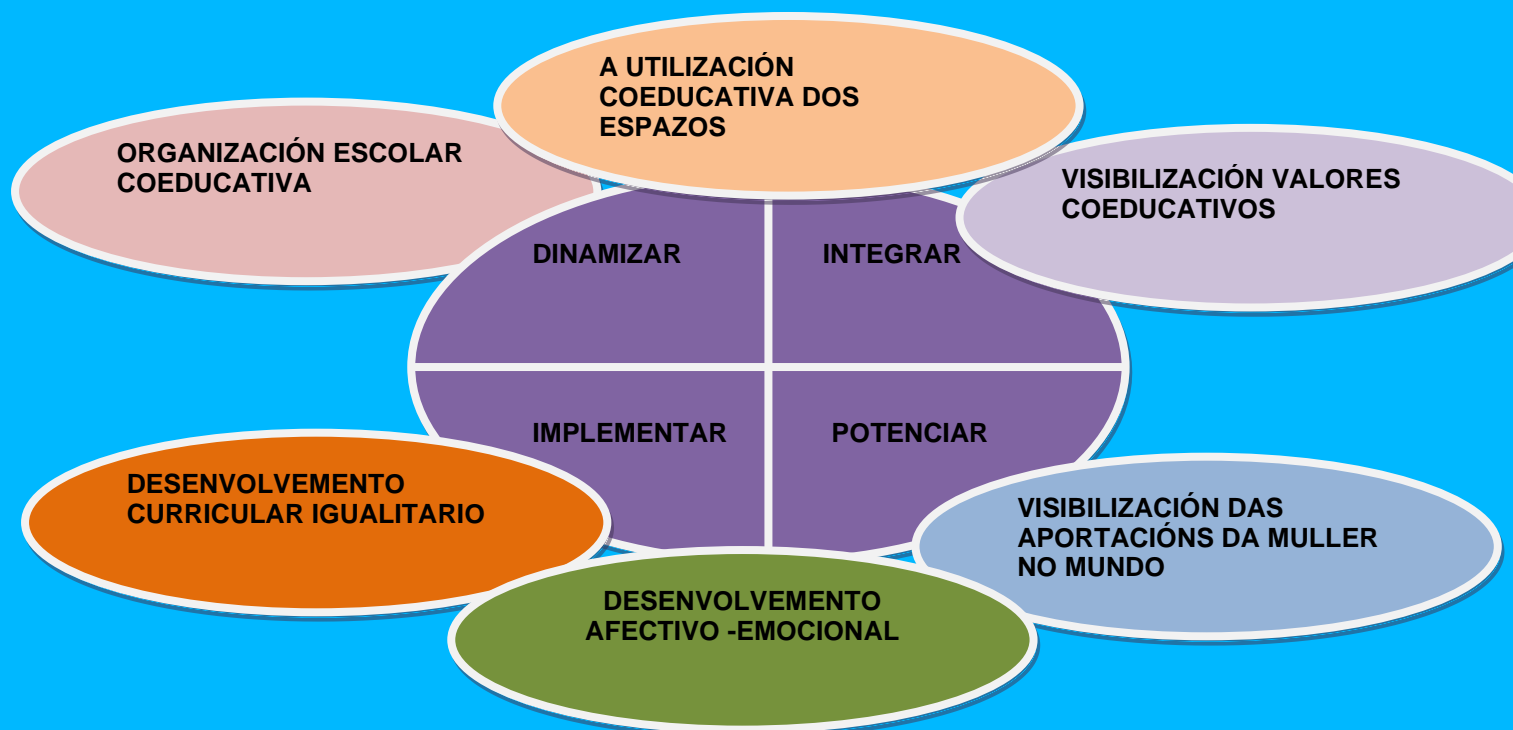 A UTILIZACIÓN
COEDUCATIVA DOS
ESPAZOS
ORGANIZACIÓN ESCOLAR
COEDUCATIVA
VISIBILIZACIÓN VALORES
COEDUCATIVOS
DINAMIZAR
INTEGRAR
IMPLEMENTAR
POTENCIAR
DESENVOLVEMENTO
CURRICULAR IGUALITARIO
VISIBILIZACIÓN DAS
APORTACIÓNS DA MULLER
NO MUNDO
DESENVOLVEMENTO
AFECTIVO -EMOCIONAL